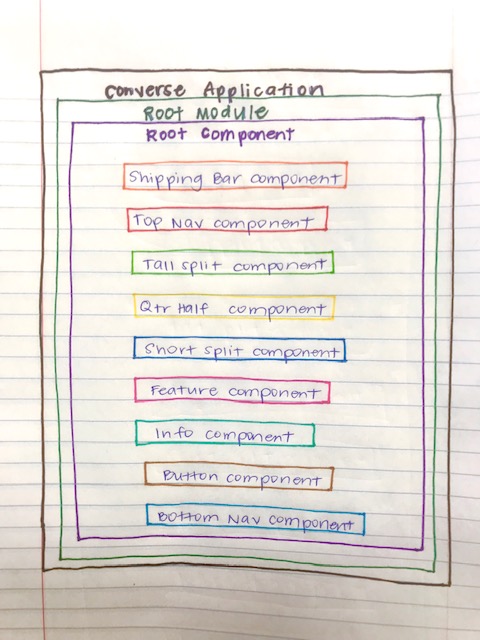 Converse Application
Root Module
Root Component
Shipping Bar component
Top Nav component
Tall split component
Qtr Half component
Short split component
Feature component
Info component
Button component
Bottom Nav component